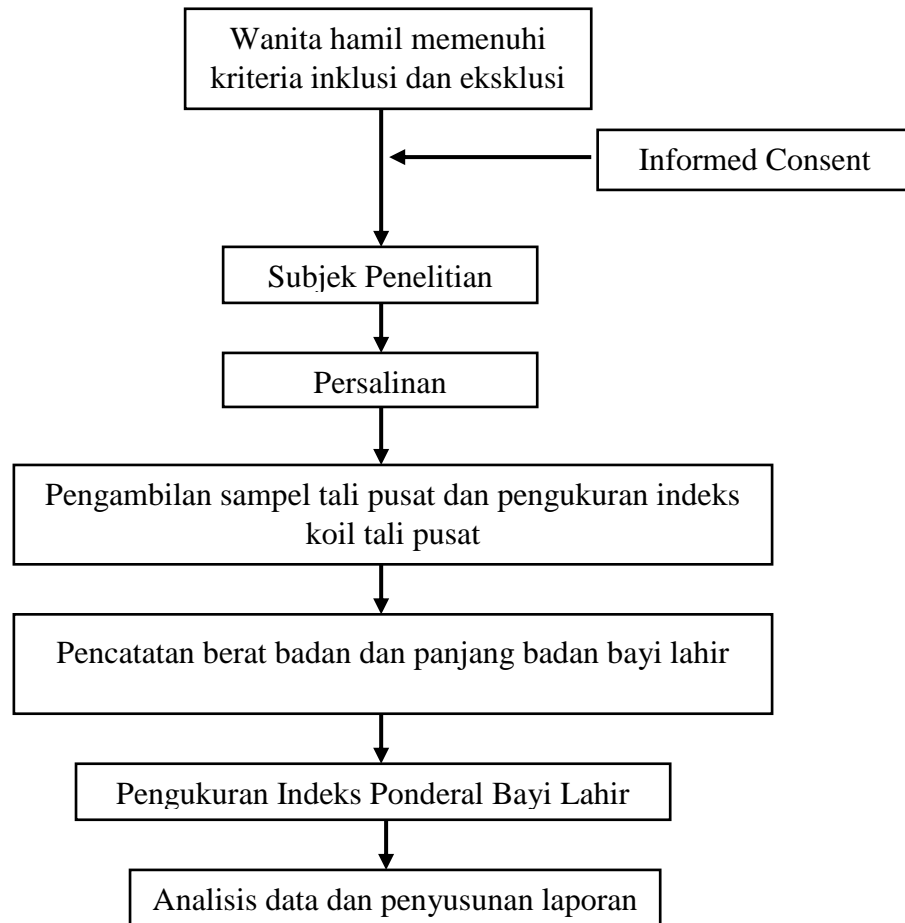 Wanita hamil memenuhi
kriteria inklusi dan eksklusi
Informed Consent
Subjek Penelitian
Persalinan
Pengambilan sampel tali pusat dan pengukuran indeks
koil tali pusat
Pencatatan berat badan dan panjang badan bayi lahir
Pengukuran Indeks Ponderal Bayi Lahir
Analisis data dan penyusunan laporan